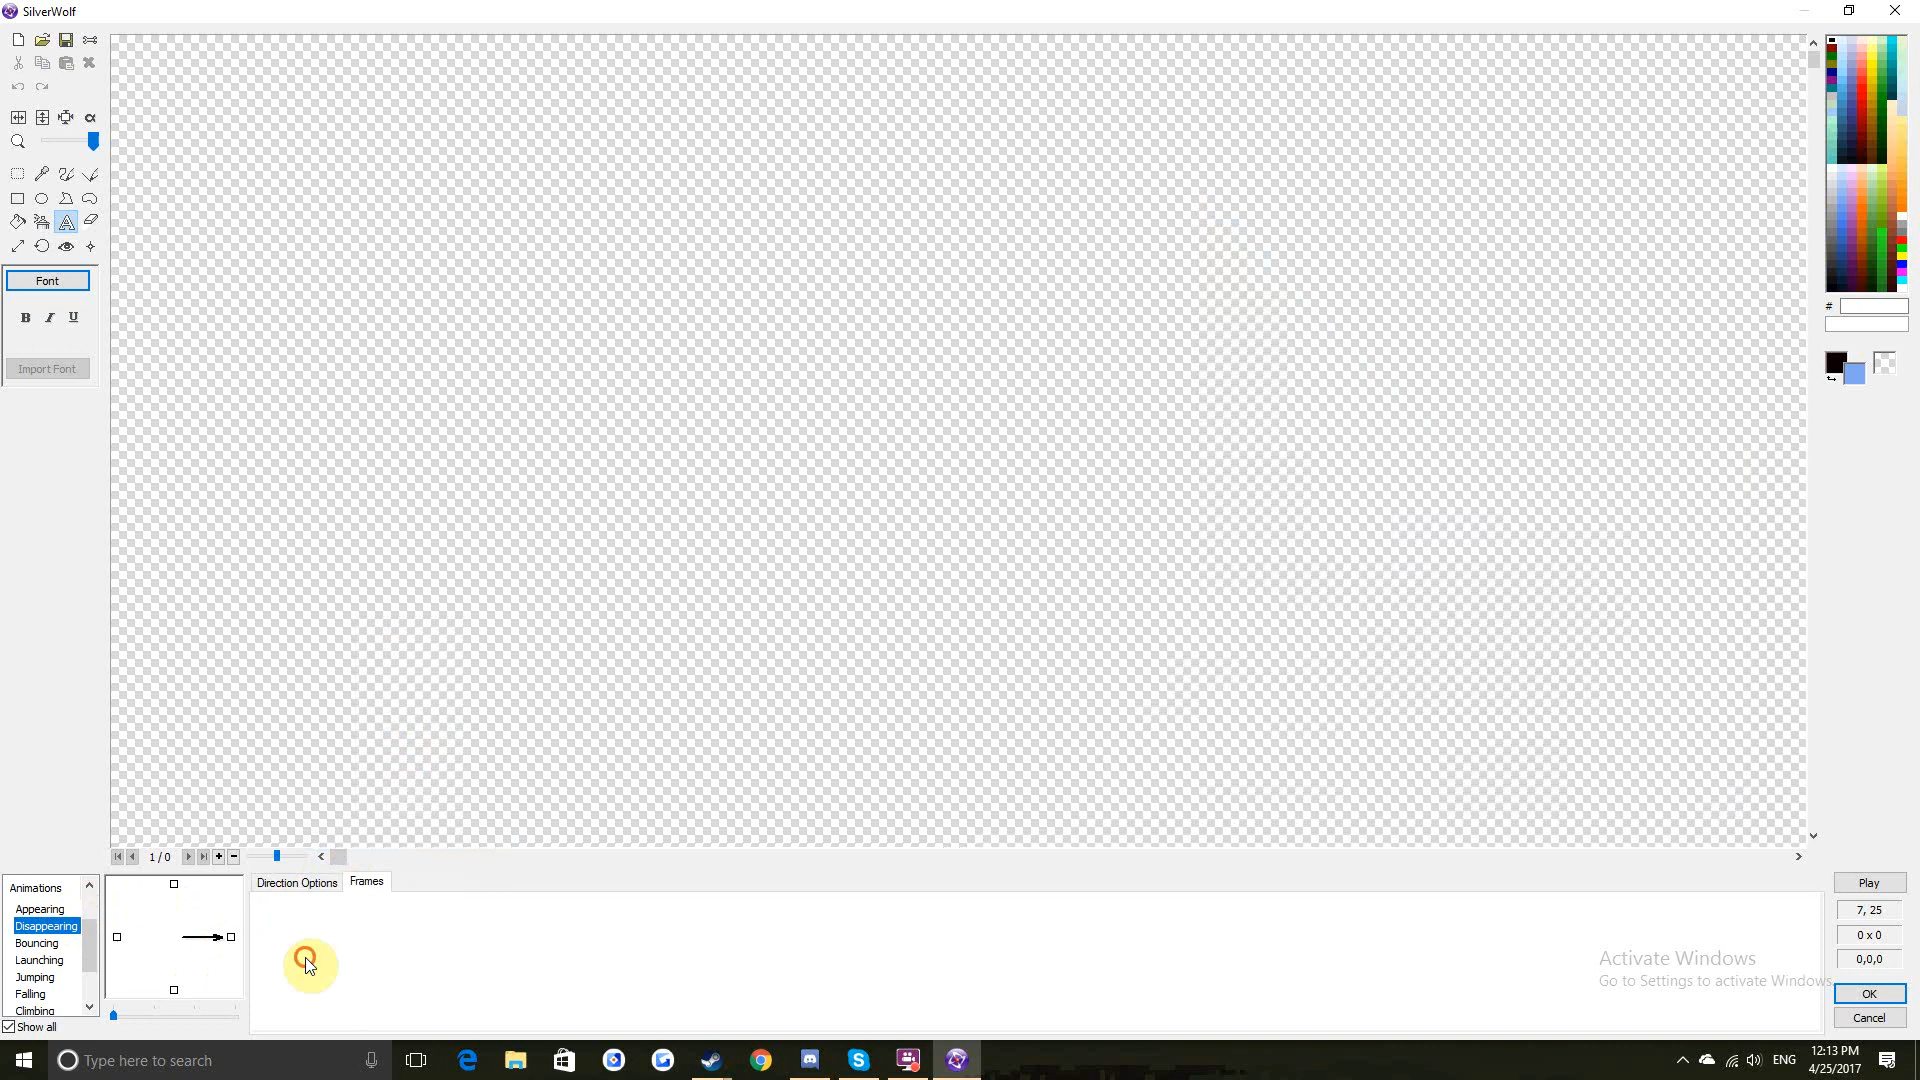 SilverWolf
Font
B I U
Import Font
#
1 / 0
Animations
Appearing
Disappearing
Bouncing
Launching
Jumping
Falling
Climbing
Show all
Direction Options
Frames
Play
7, 25
0 x 0
0,0,0
OK
Cancel
Activate Windows
Go to Settings to activate Windows.
Type here to search
ENG
12:13 PM
4/25/2017